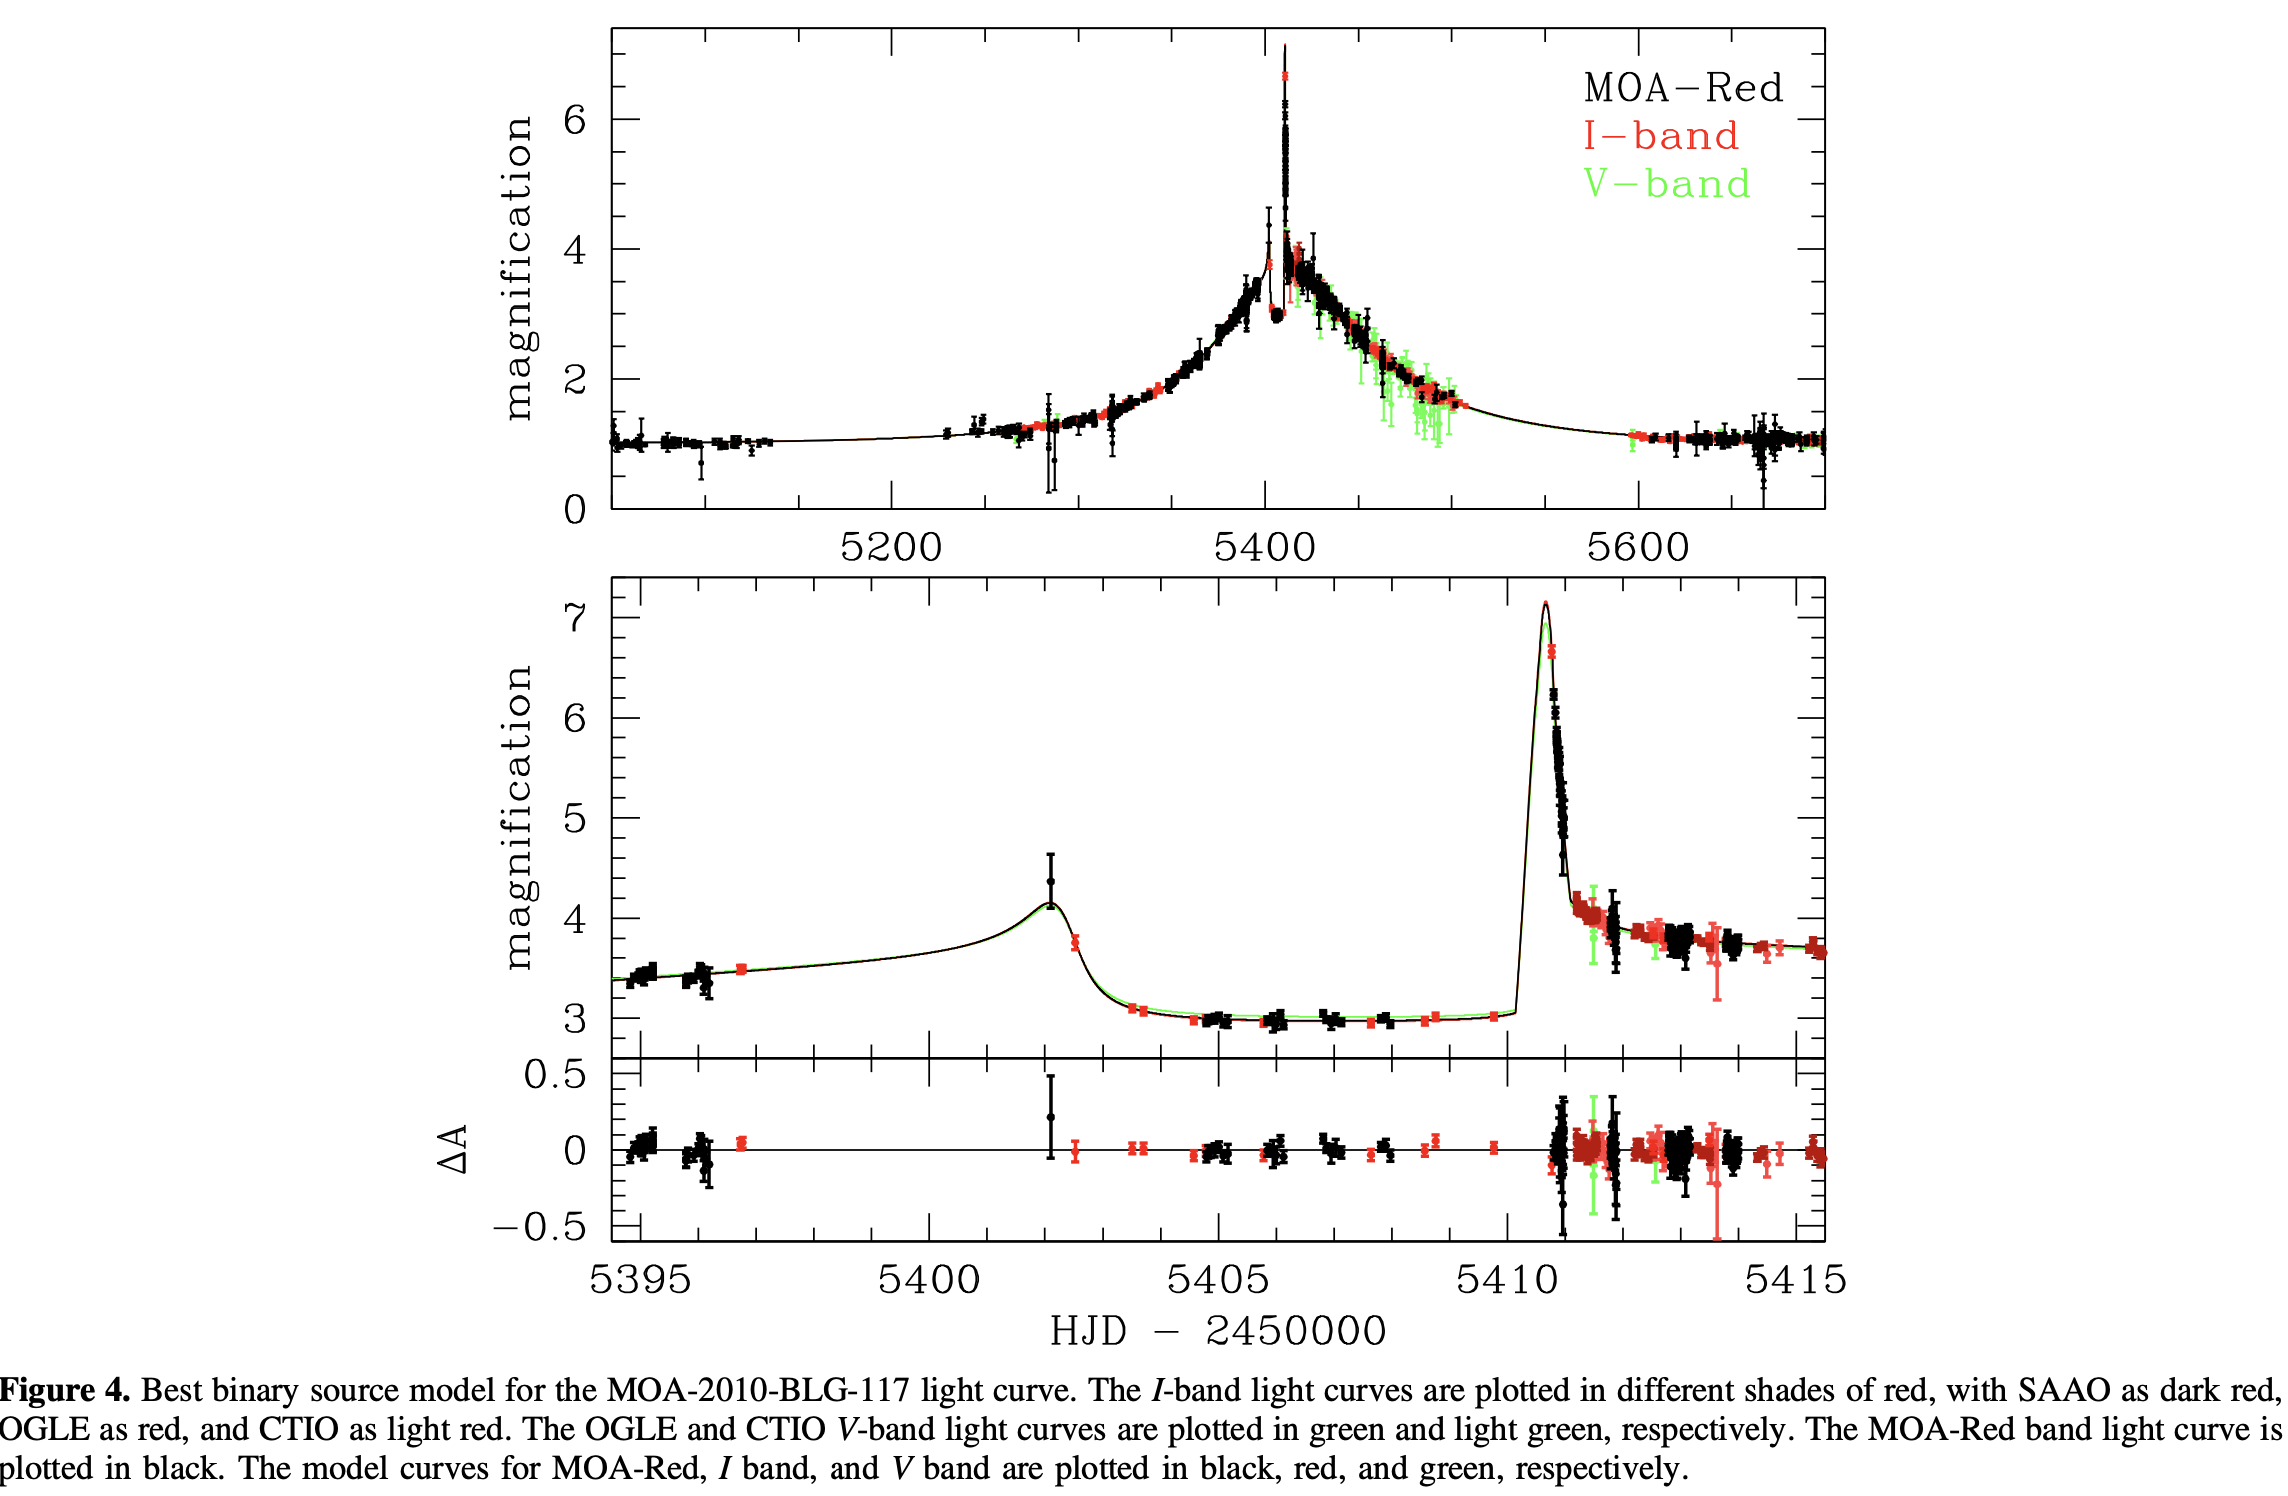 MOA-Red
I-band
V-band
magnification
6
4
2
0
5200 5400 5600
magnification
7
6
5
4
3
ΔA
0.5
0
-0.5
5395 5400 5405 5410 5415
HJD - 2450000
Figure 4. Best binary source model for the MOA-2010-BLG-117 light curve. The I-band light curves are plotted in different shades of red, with SAAO as dark red,
OGLE as red, and CTIO as light red. The OGLE and CTIO V-band light curves are plotted in green and light green, respectively. The MOA-Red band light curve is
plotted in black. The model curves for MOA-Red, I band, and V band are plotted in black, red, and green, respectively.